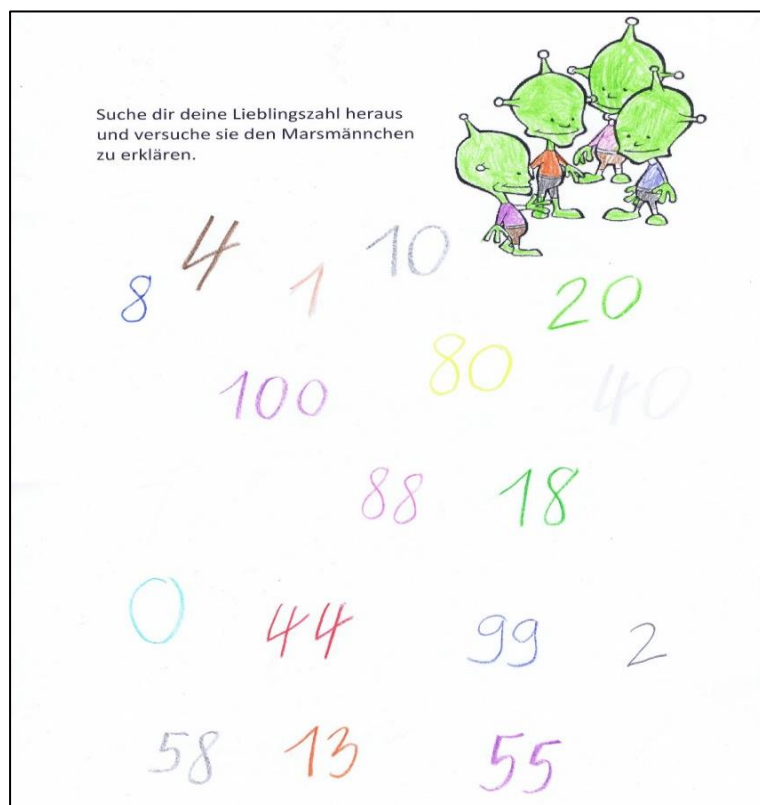 Suche dir deine Lieblingszahl heraus
und versuche sie den Marsmännchen
zu erklären.
8 4 1 10 20
100 80 40
88 18
0 44 99 2
58 13 55